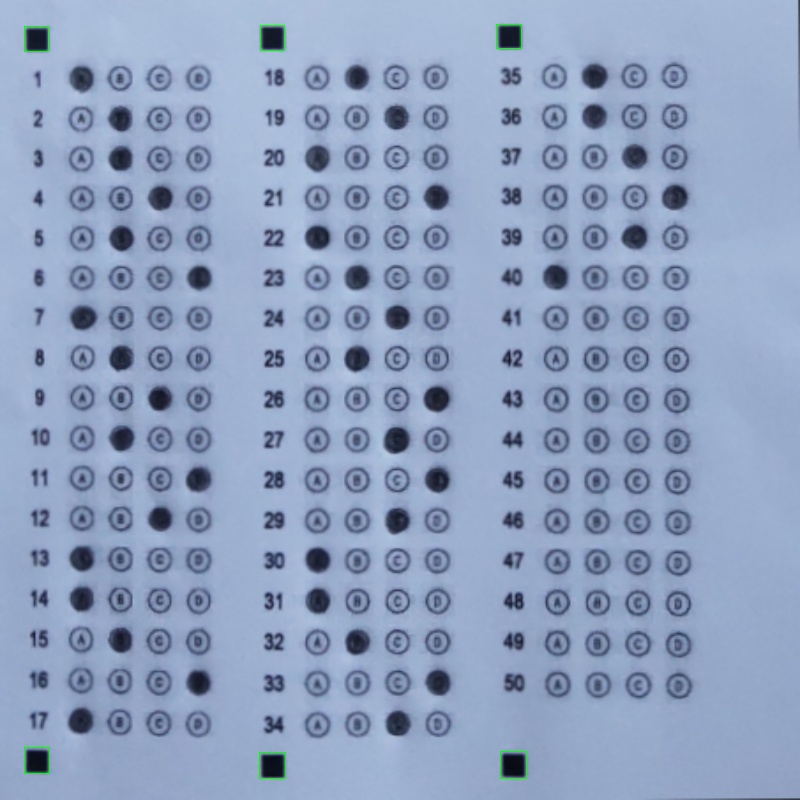 1 B C D
2 A C D
3 A C D
4 A B D
5 A C D
6 A B C
7 B C D
8 A C D
9 A B D
10 A C D
11 A B C
12 A B D
13 B C D
14 B C D
15 A C D
16 A B C
17 B C D
18 A C D
19 A B D
20 B C D
21 A B C
22 B C D
23 A C D
24 A B D
25 A C D
26 A B C
27 A B D
28 A B C
29 A B D
30 B C D
31 B C D
32 A C D
33 A B C
34 A B D
35 A C D
36 A C D
37 A B D
38 A B C
39 A B D
40 B C D
41 A B C D
42 A B C D
43 A B C D
44 A B C D
45 A B C D
46 A B C D
47 A B C D
48 A B C D
49 A B C D
50 A B C D